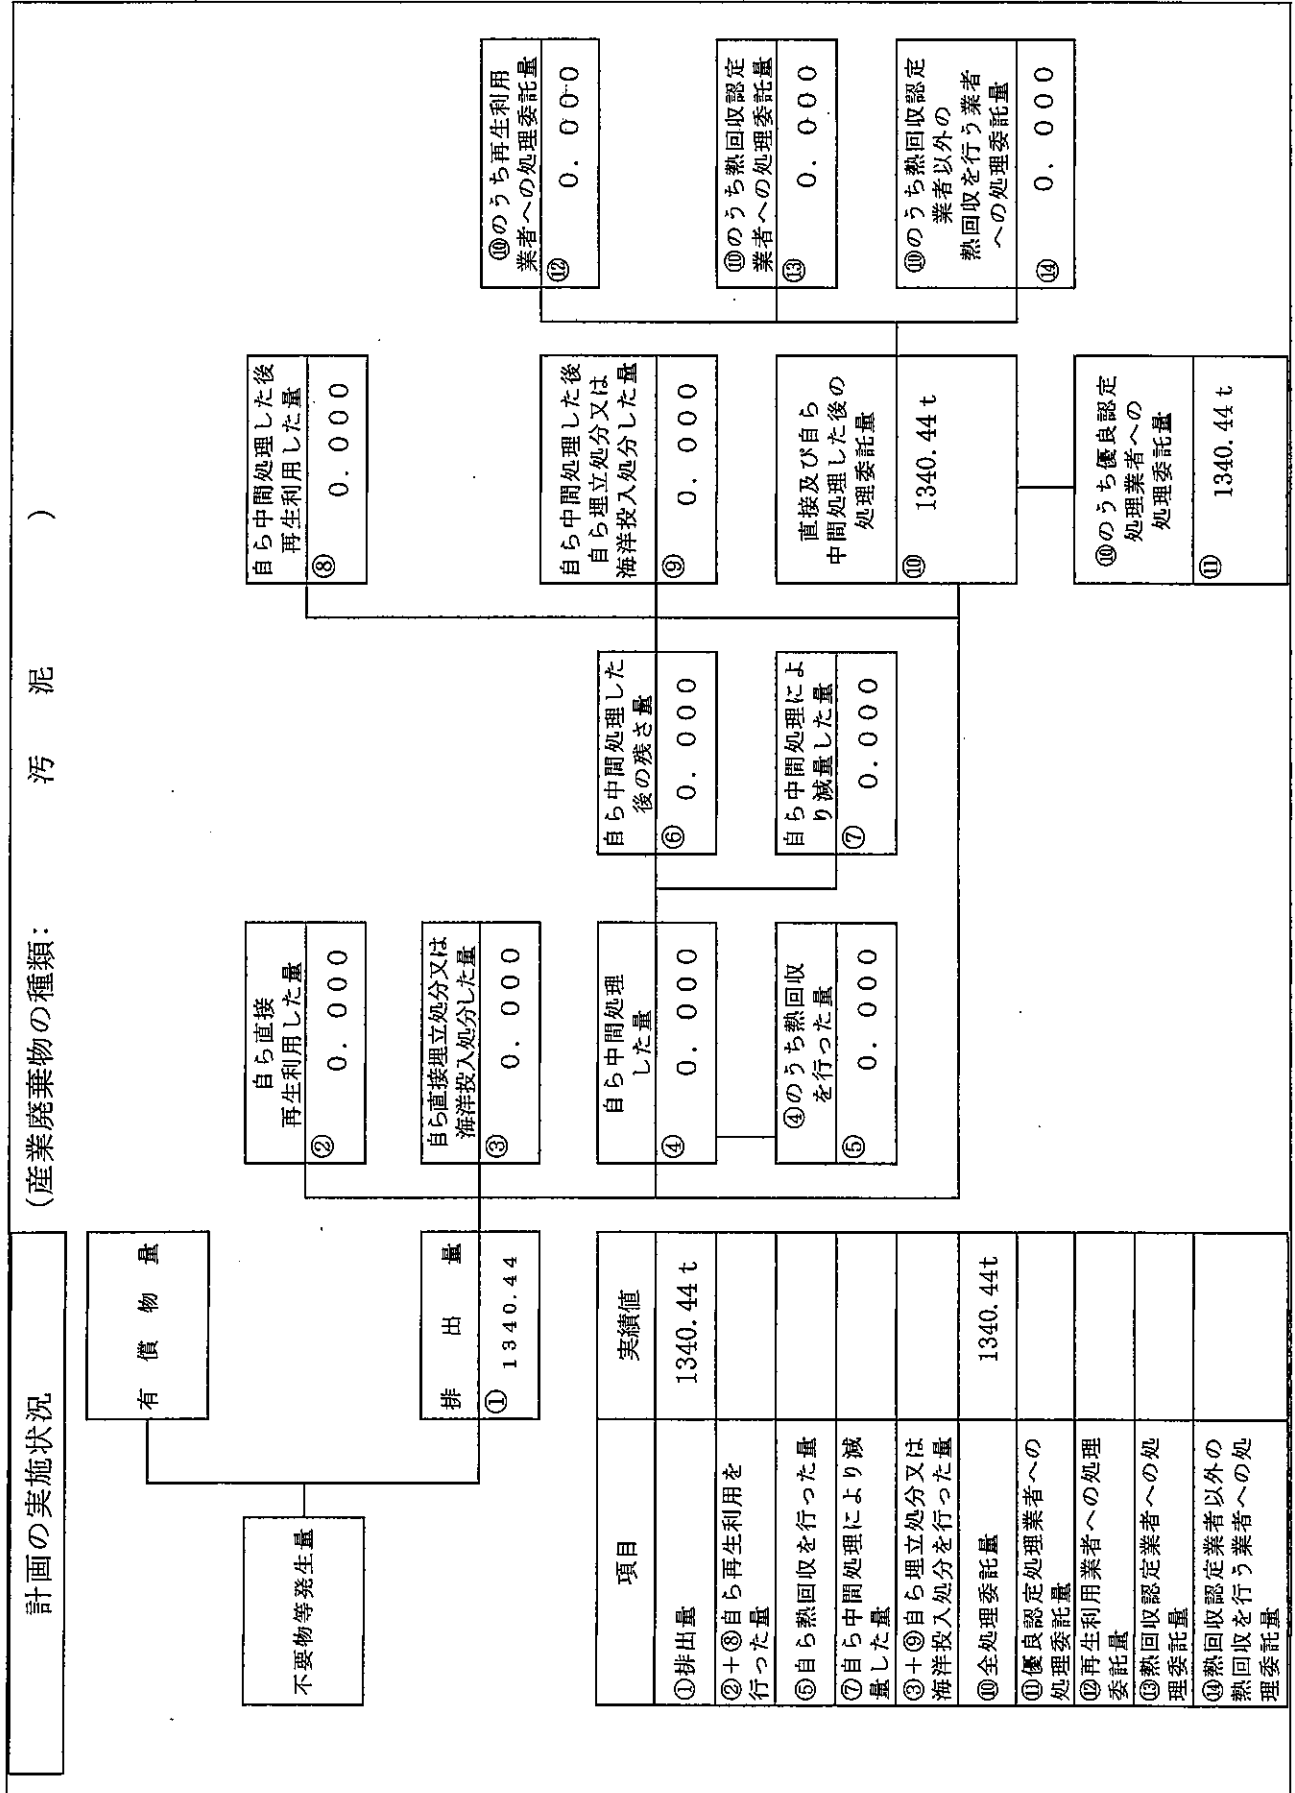 計画の実施状況
(産業廃棄物の種類: 汚 泥 )
有 償 物 量
不要物等発生量
排 出 量
① 1340.44
自ら直接
再生利用した量
② 0.000
自ら直接埋立処分又は
海洋投入処分した量
③ 0.000
自ら中間処理
した量
④ 0.000
④のうち熱回収
を行った量
⑤ 0.000
自ら中間処理した
後の残さ量
⑥ 0.000
自ら中間処理によ
り減量した量
⑦ 0.000
自ら中間処理した後
再生利用した量
⑧ 0.000
自ら中間処理した後
自ら埋立処分又は
海洋投入処分した量
⑨ 0.000
直接及び自ら
中間処理した後の
処理委託量
⑩ 1340.44 t
⑩のうち優良認定
処理業者への
処理委託量
⑪ 1340.44 t
⑩のうち再生利用
業者への処理委託量
⑫ 0.000
⑩のうち熱回収認定
業者への処理委託量
⑬ 0.000
⑩のうち熱回収認定
業者以外の
熱回収を行う業者
への処理委託量
⑭ 0.000
項目 実績値
①排出量 1340.44 t
②+⑧自ら再生利用を
行った量
⑤自ら熱回収を行った量
⑦自ら中間処理により減
量した量
③+⑨自ら埋立処分又は
海洋投入処分を行った量
⑩全処理委託量 1340.44t
⑪優良認定処理業者への
処理委託量
⑫再生利用業者への処理
委託量
⑬熱回収認定業者への処
理委託量
⑭熱回収認定業者以外の
熱回収を行う業者への処
理委託量